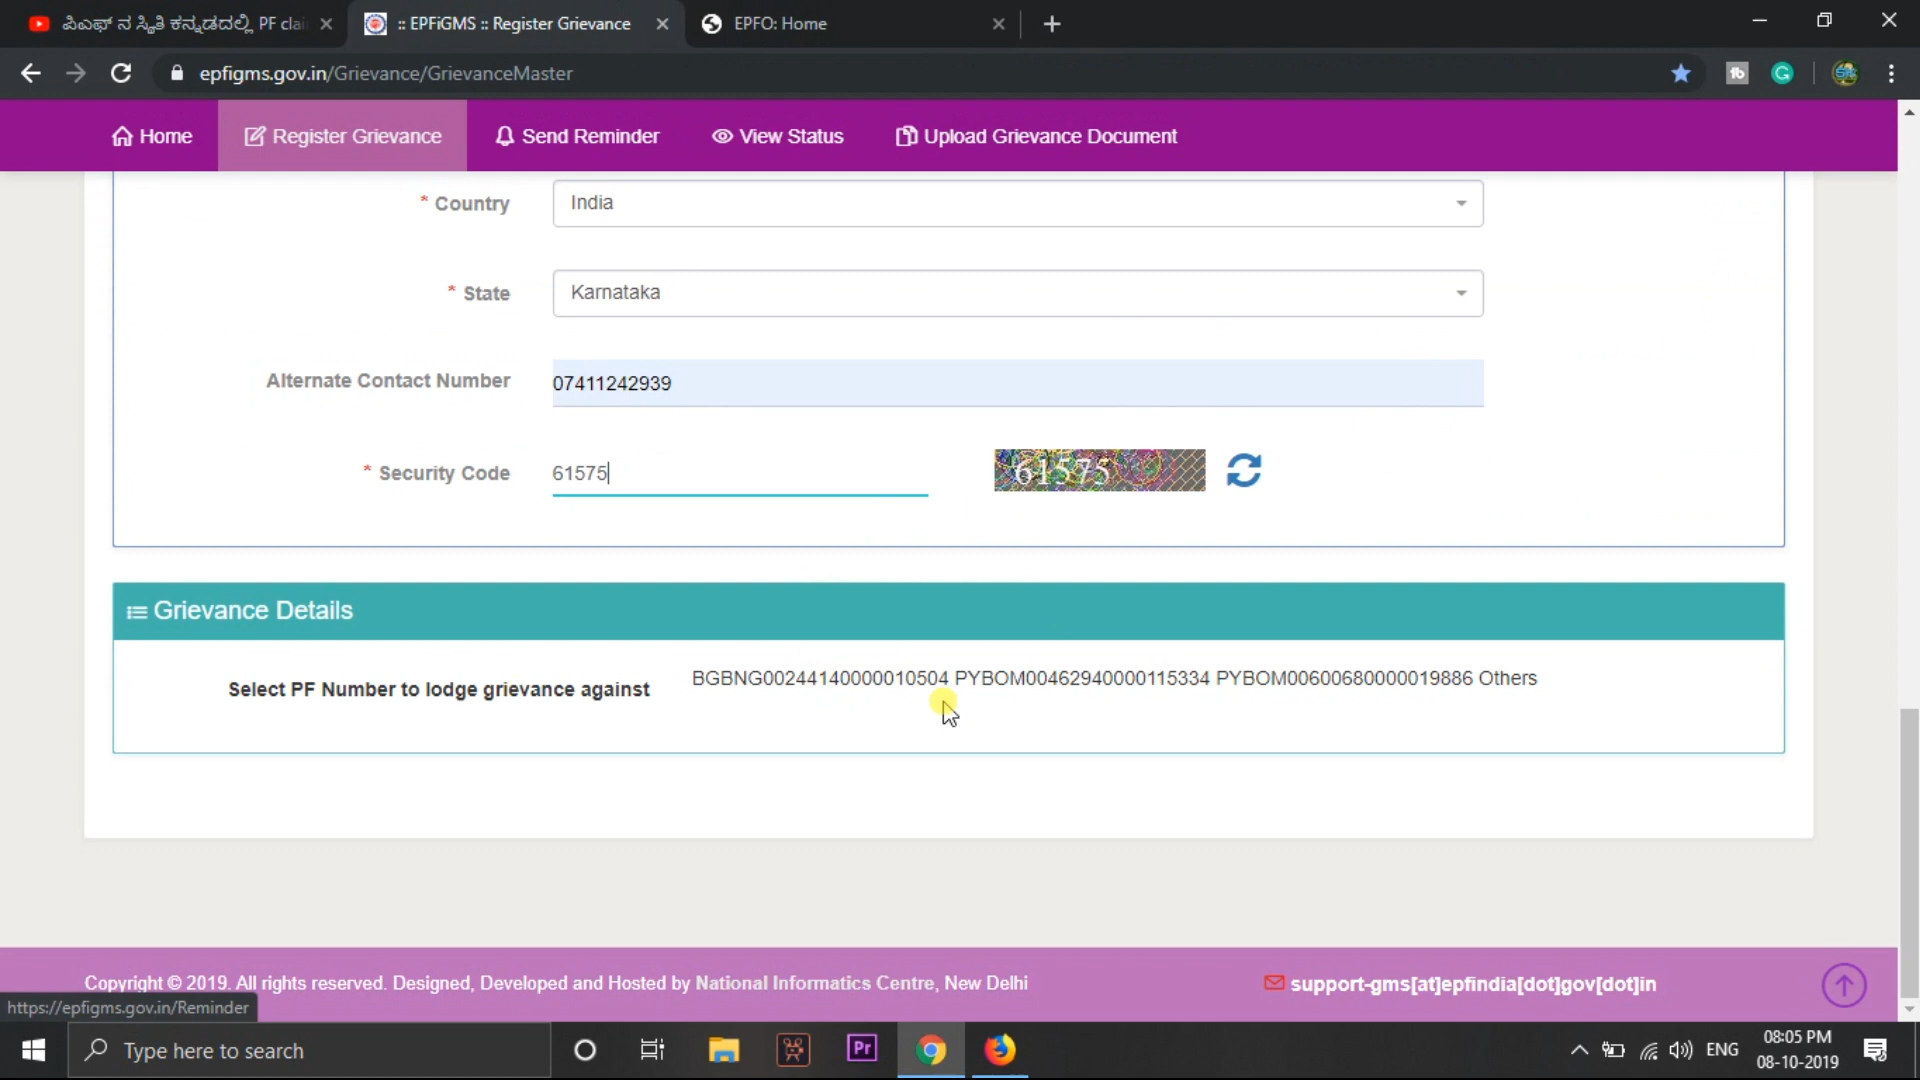 ಪಿಎಫ್ ನ ಸ್ಥಿತಿ ಕನ್ನಡದಲ್ಲಿ PF clai
:: EPFiGMS :: Register Grievance
EPFO: Home
epfigms.gov.in/Grievance/GrievanceMaster
Home
Register Grievance
Send Reminder
View Status
Upload Grievance Document
* Country
India
* State
Karnataka
Alternate Contact Number
07411242939
* Security Code
61575
61575
Grievance Details
Select PF Number to lodge grievance against
BGBNG00244140000010504 PYBOM00462940000115334 PYBOM00600680000019886 Others
Copyright © 2019. All rights reserved. Designed, Developed and Hosted by National Informatics Centre, New Delhi
support-gms[at]epfindia[dot]gov[dot]in
https://epfigms.gov.in/Reminder
Type here to search
Pr
ENG
08:05 PM
08-10-2019